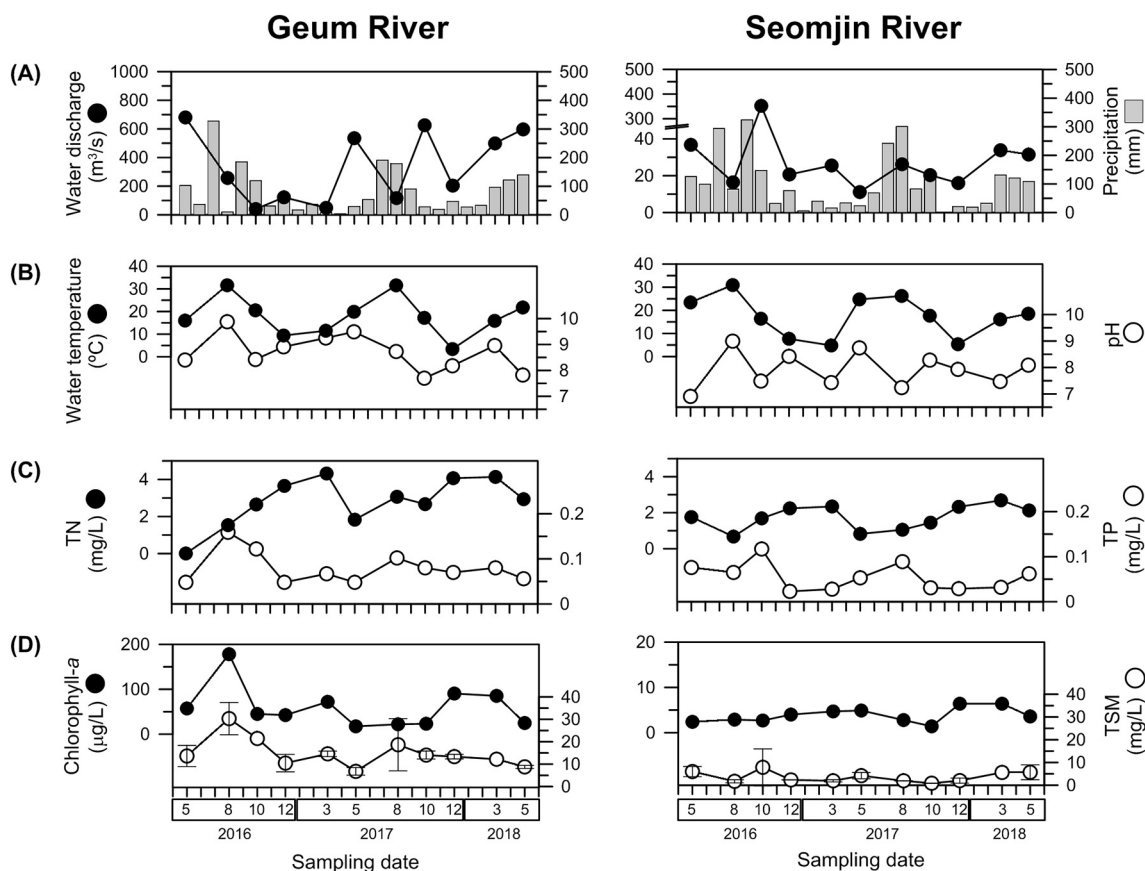 Geum River
Seomjin River
(A)
Water discharge
(m³/s)
1000
800
600
400
200
0
500
400
300
200
100
0
500
400
300
40
20
0
500
400
300
200
100
0
Precipitation
(mm)
(B)
Water temperature
(ºC)
40
30
20
10
0
10
9
8
7
40
30
20
10
0
10
9
8
7
pH
(C)
TN
(mg/L)
4
2
0
0.2
0.1
0
4
2
0
0.2
0.1
0
TP
(mg/L)
(D)
Chlorophyll-a
(µg/L)
200
100
0
40
30
20
10
0
20
10
0
40
30
20
10
0
TSM
(mg/L)
5 8 10 12 3 5 8 10 12 3 5
2016 2017 2018
Sampling date
5 8 10 12 3 5 8 10 12 3 5
2016 2017 2018
Sampling date